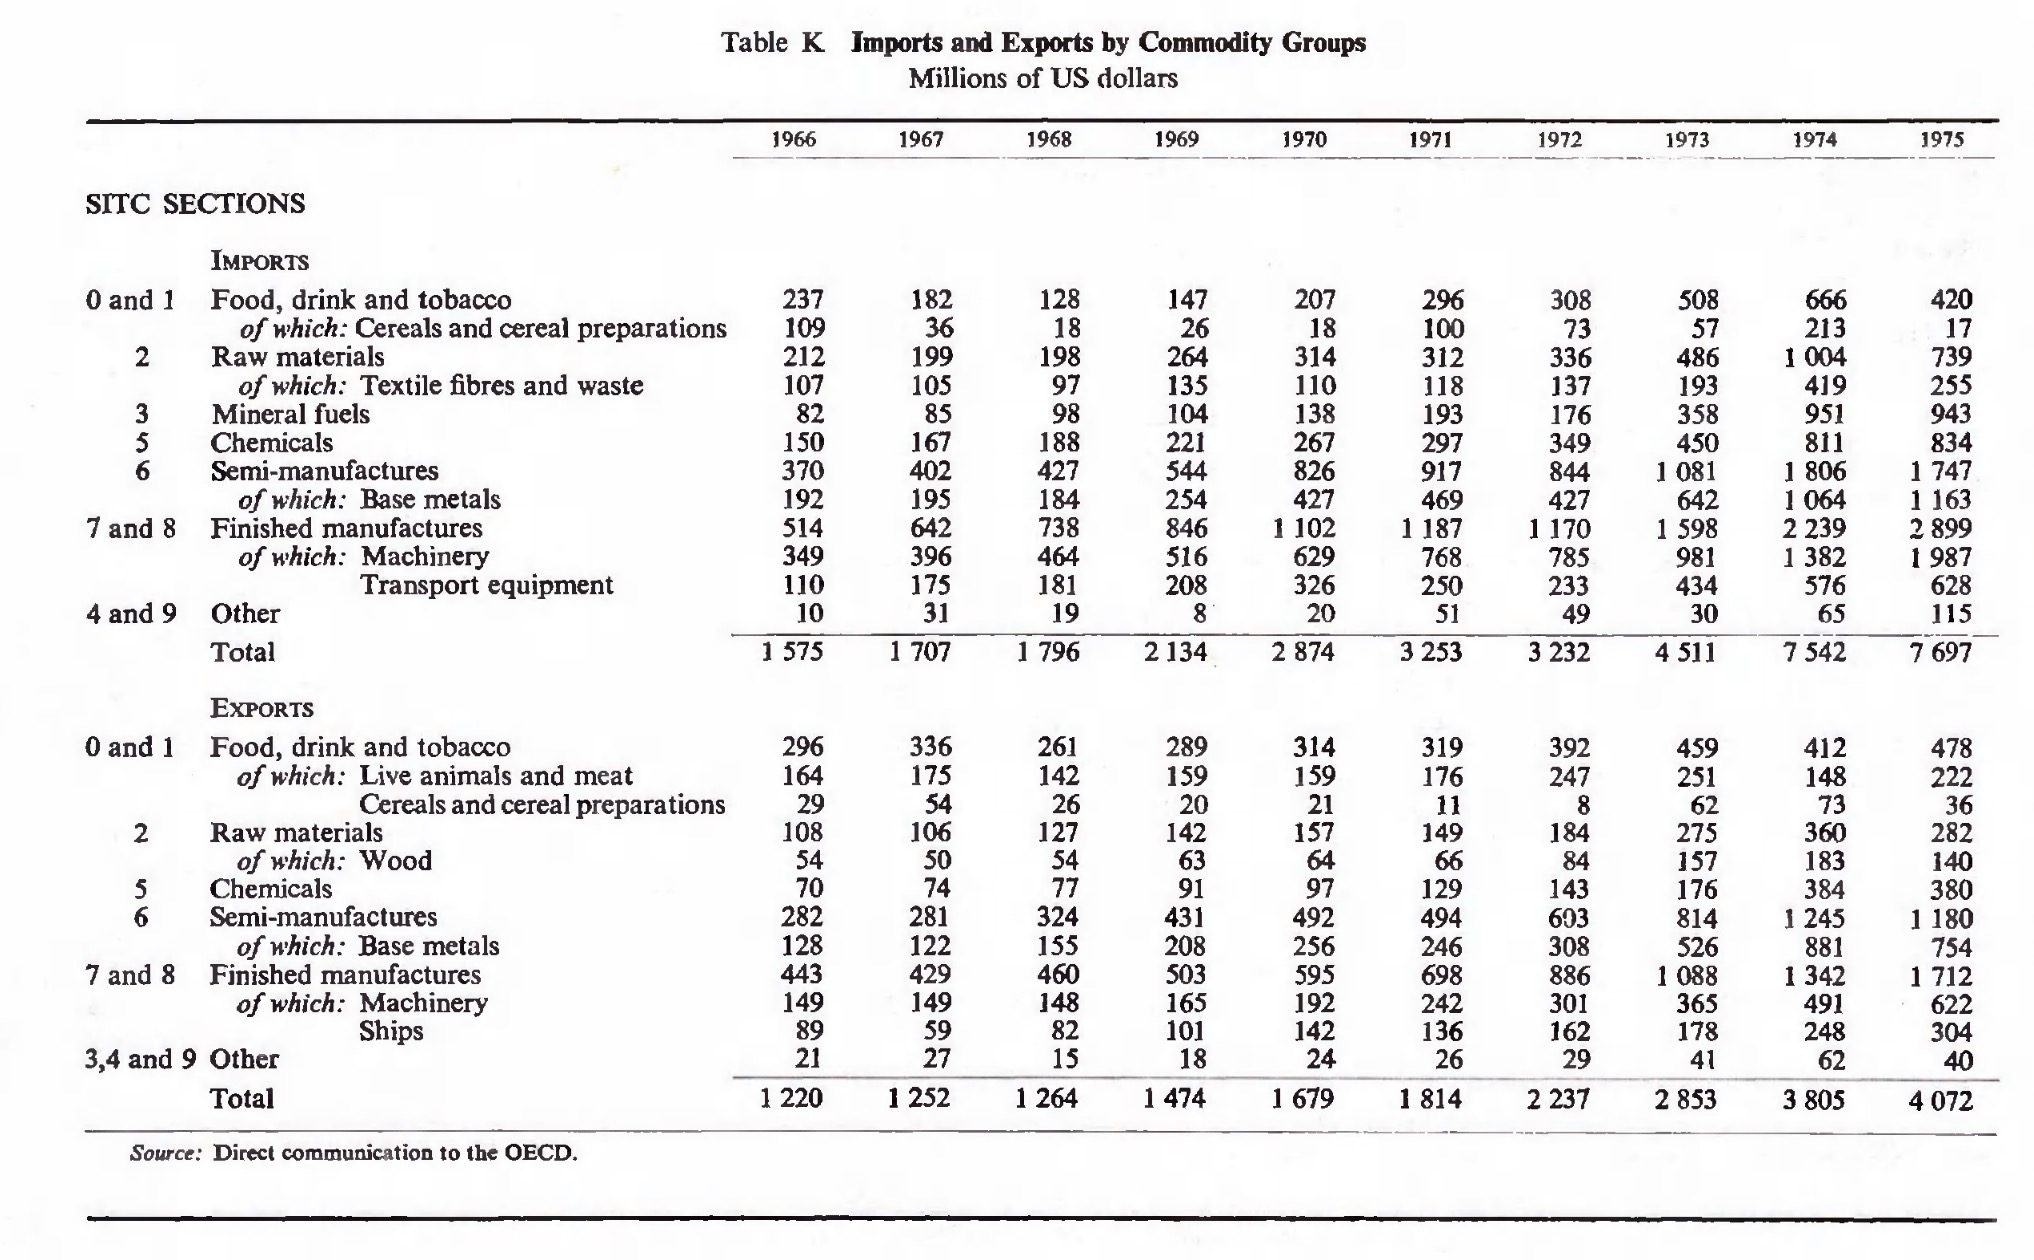 Table K Imports and Exports by Commodity Groups
Millions of US dollars
1966 1967 1968 1969 1970 1971 1972 1973 1974 1975
SITC SECTIONS
IMPORTS
0 and 1 Food, drink and tobacco 237 182 128 147 207 296 308 508 666 420
of which: Cereals and cereal preparations 109 36 18 26 18 100 73 57 213 17
2 Raw materials 212 199 198 264 314 312 336 486 1 004 739
of which: Textile fibres and waste 107 105 97 135 110 118 137 193 419 255
3 Mineral fuels 82 85 98 104 138 193 176 358 951 943
5 Chemicals 150 167 188 221 267 297 349 450 811 834
6 Semi-manufactures 370 402 427 544 826 917 844 1 081 1 806 1 747
of which: Base metals 192 195 184 254 427 469 427 642 1 064 1 163
7 and 8 Finished manufactures 514 642 738 846 1 102 1 187 1 170 1 598 2 239 2 899
of which: Machinery 349 396 464 516 629 768 785 981 1 382 1 987
Transport equipment 110 175 181 208 326 250 233 434 576 628
4 and 9 Other 10 31 19 8 20 51 49 30 65 115
Total 1 575 1 707 1 796 2 134 2 874 3 253 3 232 4 511 7 542 7 697
EXPORTS
0 and 1 Food, drink and tobacco 296 336 261 289 314 319 392 459 412 478
of which: Live animals and meat 164 175 142 159 159 176 247 251 148 222
Cereals and cereal preparations 29 54 26 20 21 11 8 62 73 36
2 Raw materials 108 106 127 142 157 149 184 275 360 282
of which: Wood 54 50 54 63 64 66 84 157 183 140
5 Chemicals 70 74 77 91 97 129 143 176 384 380
6 Semi-manufactures 282 281 324 431 492 494 603 814 1 245 1 180
of which: Base metals 128 122 155 208 256 246 308 526 881 754
7 and 8 Finished manufactures 443 429 460 503 595 698 886 1 088 1 342 1 712
of which: Machinery 149 149 148 165 192 242 301 365 491 622
Ships 89 59 82 101 142 136 162 178 248 304
3,4 and 9 Other 21 27 15 18 24 26 29 41 62 40
Total 1 220 1 252 1 264 1 474 1 679 1 814 2 237 2 853 3 805 4 072
Source: Direct communication to the OECD.